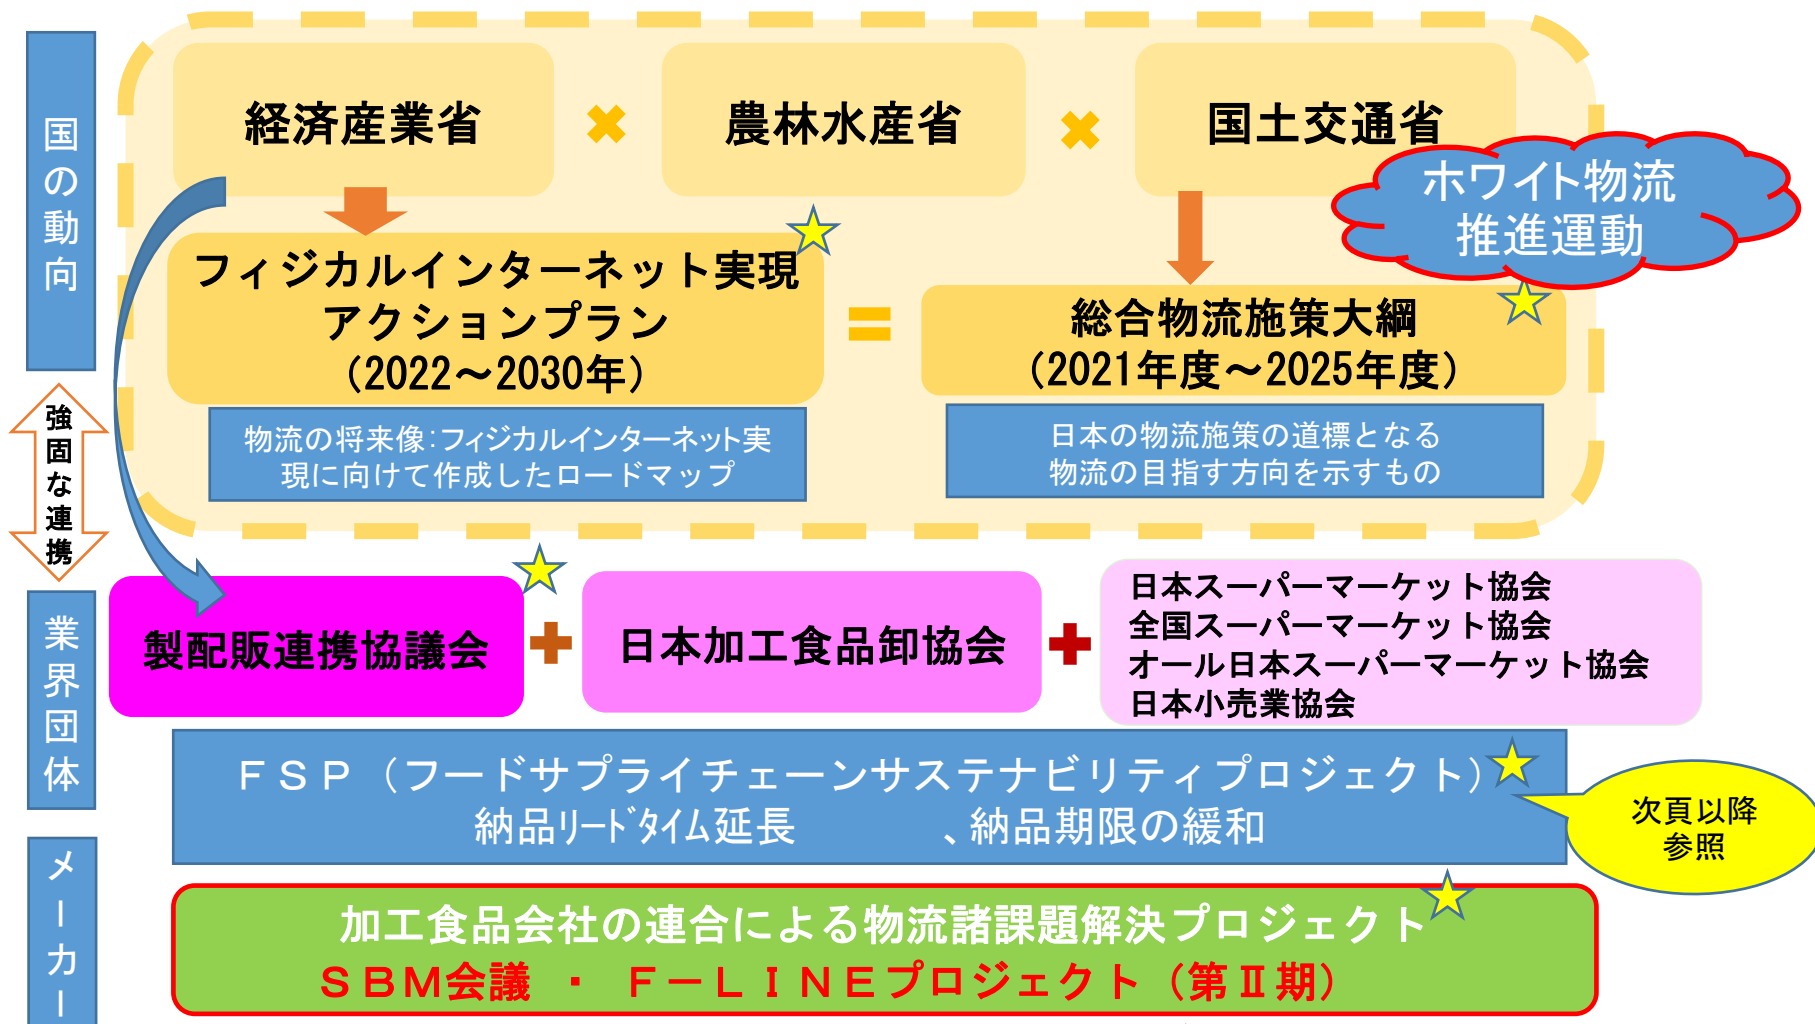 国の動向
経済産業省
農林水産省
国土交通省
ホワイト物流
推進運動
フィジカルインターネット実現
アクションプラン
（2022～2030年）
総合物流施策大綱
（2021年度～2025年度）
物流の将来像：フィジカルインターネット実
現に向けて作成したロードマップ
日本の物流施策の道標となる
物流の目指す方向を示すもの
強固な連携
業界団体
製配販連携協議会
日本加工食品卸協会
日本スーパーマーケット協会
全国スーパーマーケット協会
オール日本スーパーマーケット協会
日本小売業協会
ＦＳＰ（フードサプライチェーンサステナビリティプロジェクト）
納品ﾘｰﾄﾞﾀｲﾑ延長　　　、納品期限の緩和
次頁以降
参照
メーカー
加工食品会社の連合による物流諸課題解決プロジェクト
ＳＢＭ会議　・　Ｆ－ＬＩＮＥプロジェクト（第Ⅱ期）